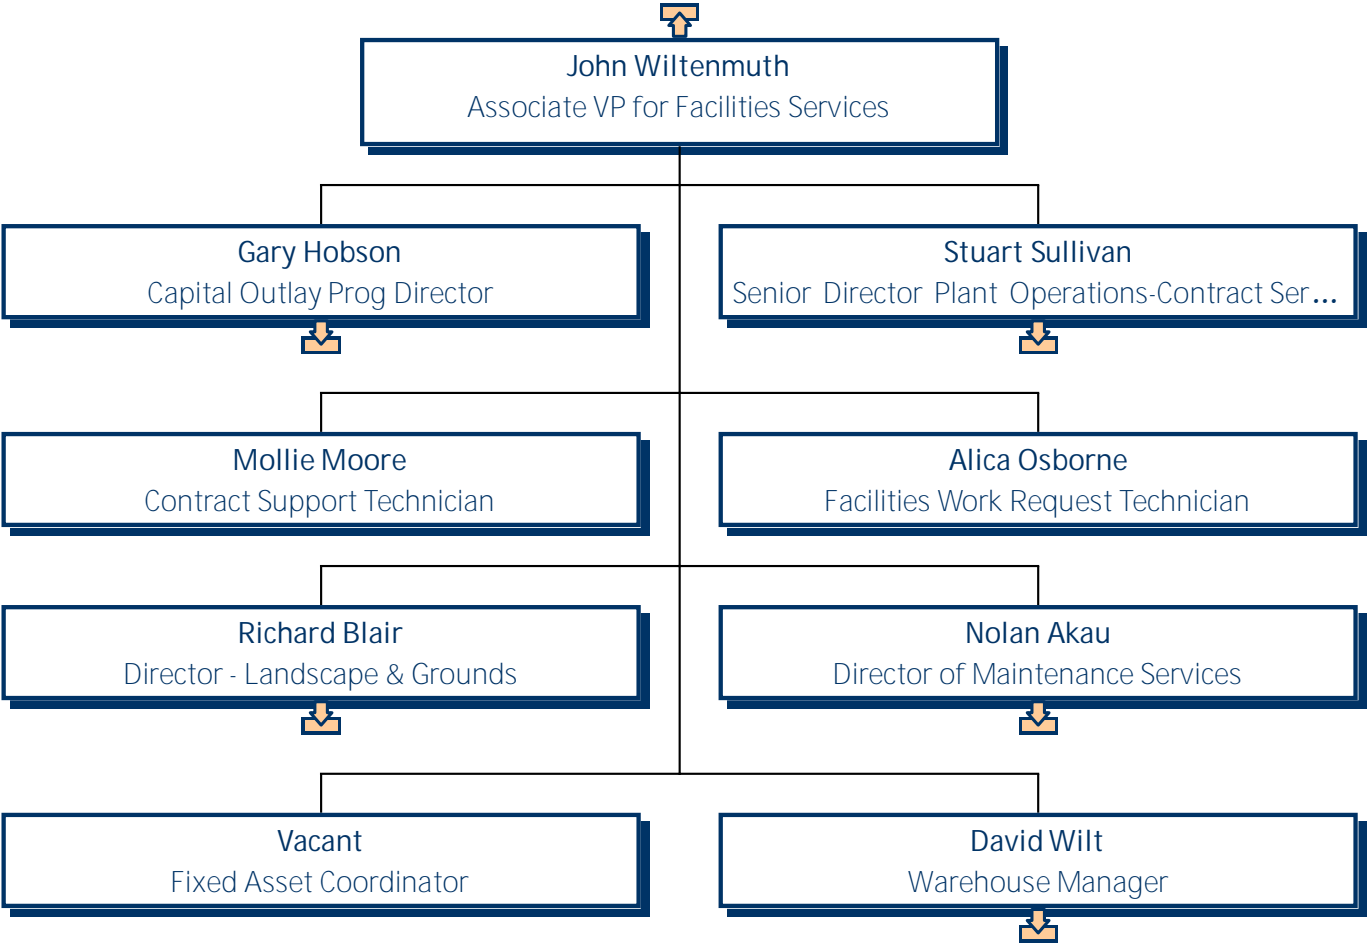 John Wiltenmuth
Associate VP for Facilities Services
Gary Hobson
Capital Outlay Prog Director
Stuart Sullivan
Senior Director Plant Operations-Contract Ser...
Mollie Moore
Contract Support Technician
Alica Osborne
Facilities Work Request Technician
Richard Blair
Director - Landscape & Grounds
Nolan Akau
Director of Maintenance Services
Vacant
Fixed Asset Coordinator
David Wilt
Warehouse Manager